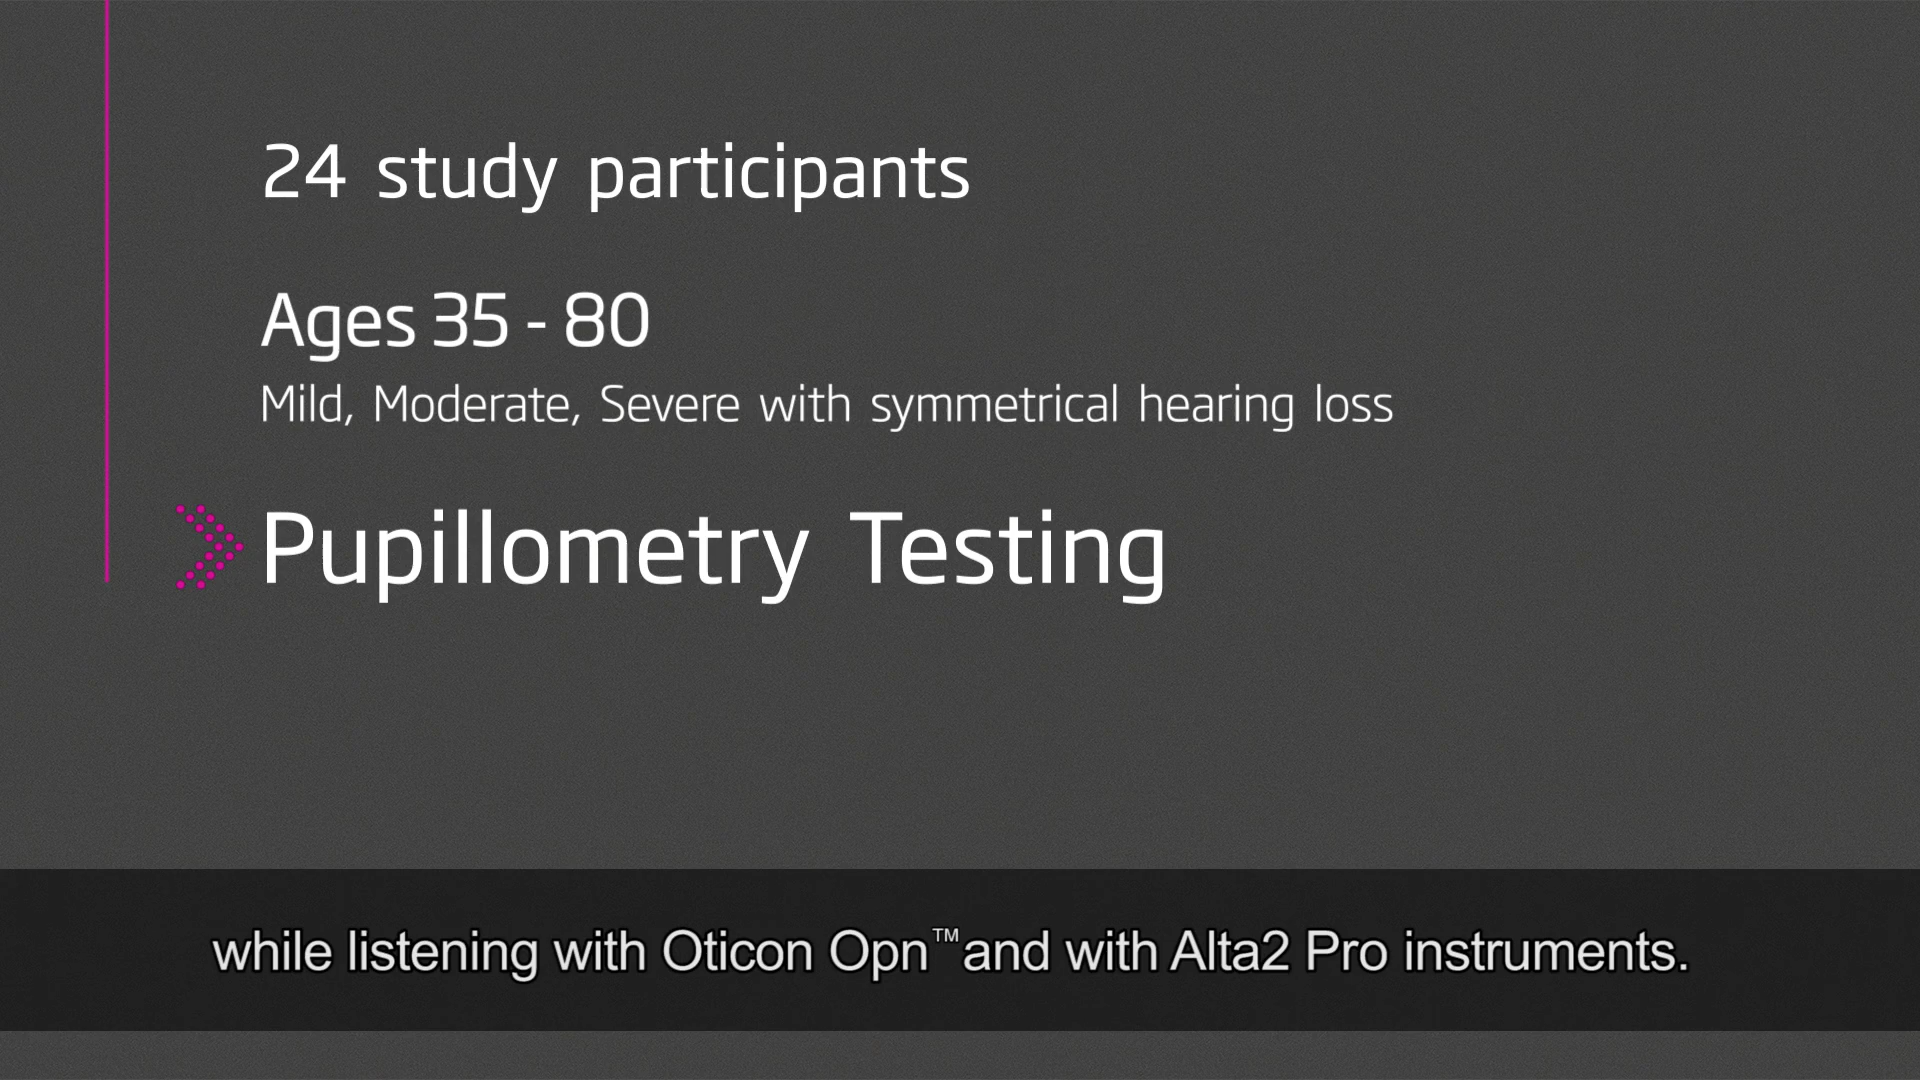 24 study participants
Ages 35 - 80
Mild, Moderate, Severe with symmetrical hearing loss
Pupillometry Testing
while listening with Oticon Opn™ and with Alta2 Pro instruments.